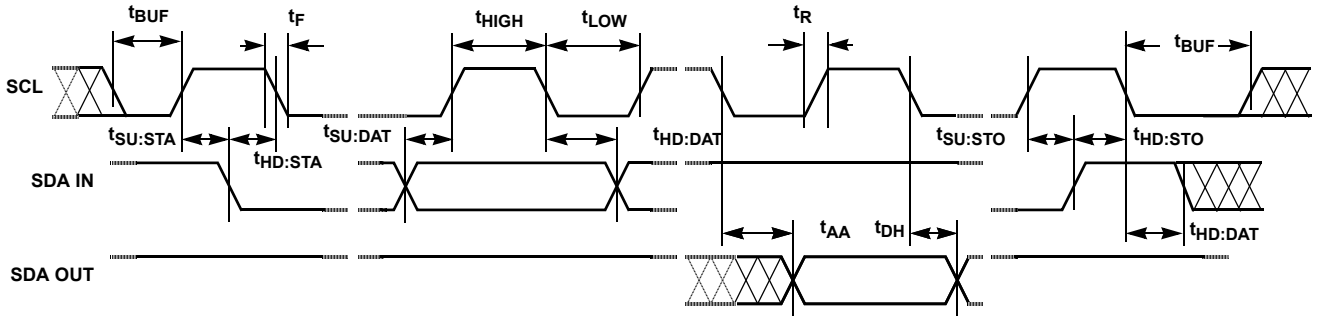 tBUF
tF
tHIGH
tLOW
tR
tBUF
SCL
tSU:STA
tHD:STA
tSU:DAT
tHD:DAT
tSU:STO
tHD:STO
SDA IN
tAA
tDH
tHD:DAT
SDA OUT